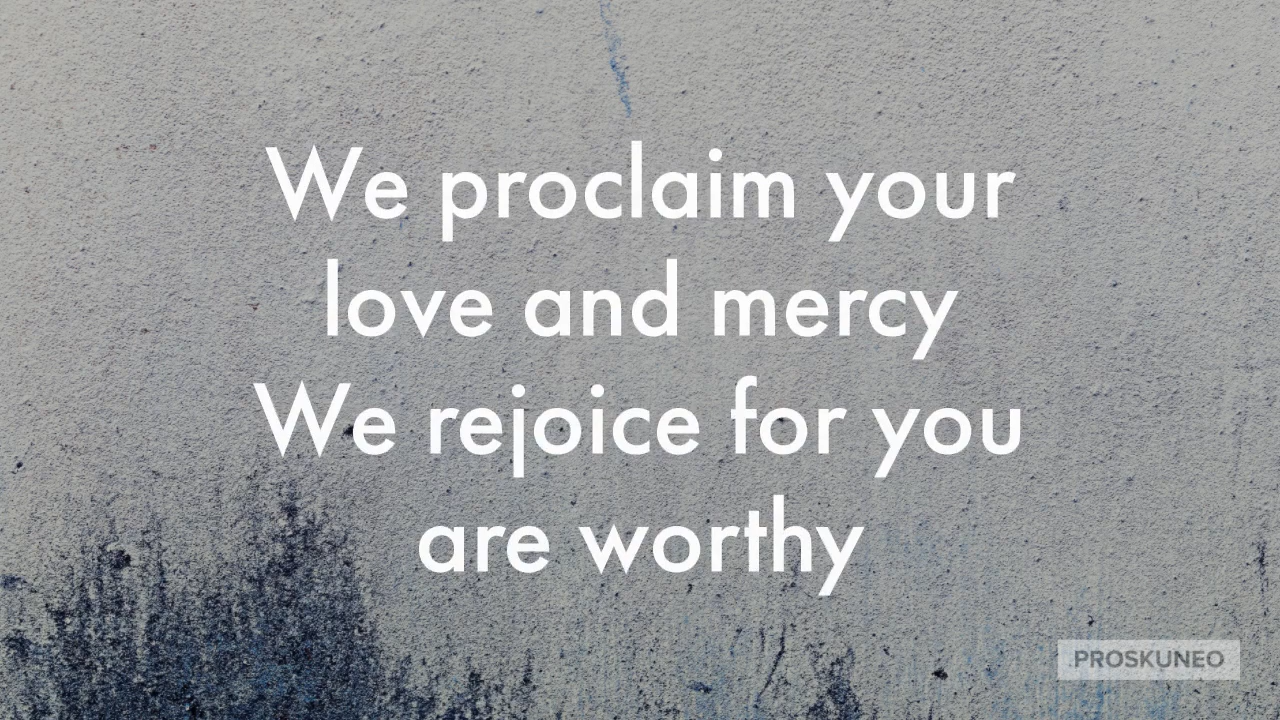 We proclaim your
love and mercy
We rejoice for you
are worthy
PROSKUNEO